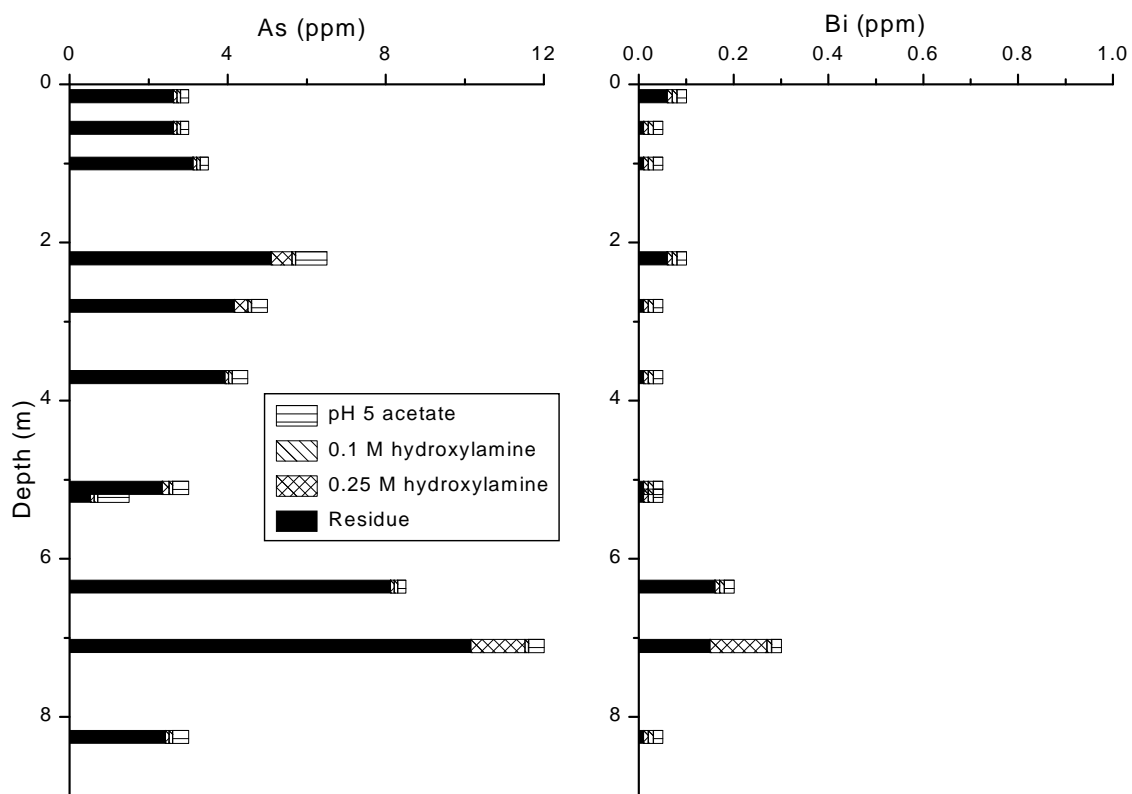 As (ppm)
0 4 8 12
Bi (ppm)
0.0 0.2 0.4 0.6 0.8 1.0
0
2
4
6
8
Depth (m)
0
2
4
6
8
pH 5 acetate
0.1 M hydroxylamine
0.25 M hydroxylamine
Residue